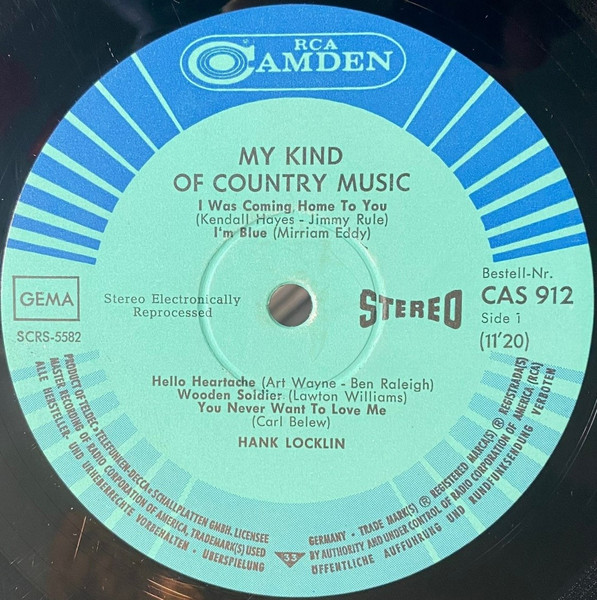 RCA
CAMDEN
MY KIND
OF COUNTRY MUSIC
I Was Coming Home To You
(Kendall Hayes - Jimmy Rule)
I'm Blue (Mirriam Eddy)
GEMA
SCRS-5582
Stereo Electronically
Reprocessed
STEREO
Bestell-Nr.
CAS 912
Side 1
(11'20)
Hello Heartache (Art Wayne - Ben Raleigh)
Wooden Soldier (Lawton Williams)
You Never Want To Love Me
(Carl Belew)
HANK LOCKLIN
PRODUCT OF TELDEC »TELEFUNKEN-DECCA« SCHALLPLATTEN GMBH. LICENSEE
MASTER RECORDING OF RADIO CORPORATION OF AMERICA, TRADEMARK(S) USED
ALLE HERSTELLER- UND URHEBERRECHTE VORBEHALTEN · ÜBERSPIELUNG
33
GERMANY · TRADE MARK(S) ® REGISTERED MARCA(S) ® REGISTRADA(S)
BY AUTHORITY AND UNDER CONTROL OF RADIO CORPORATION OF AMERICA (RCA)
ÖFFENTLICHE AUFFÜHRUNG UND RUNDFUNKSENDUNG VERBOTEN